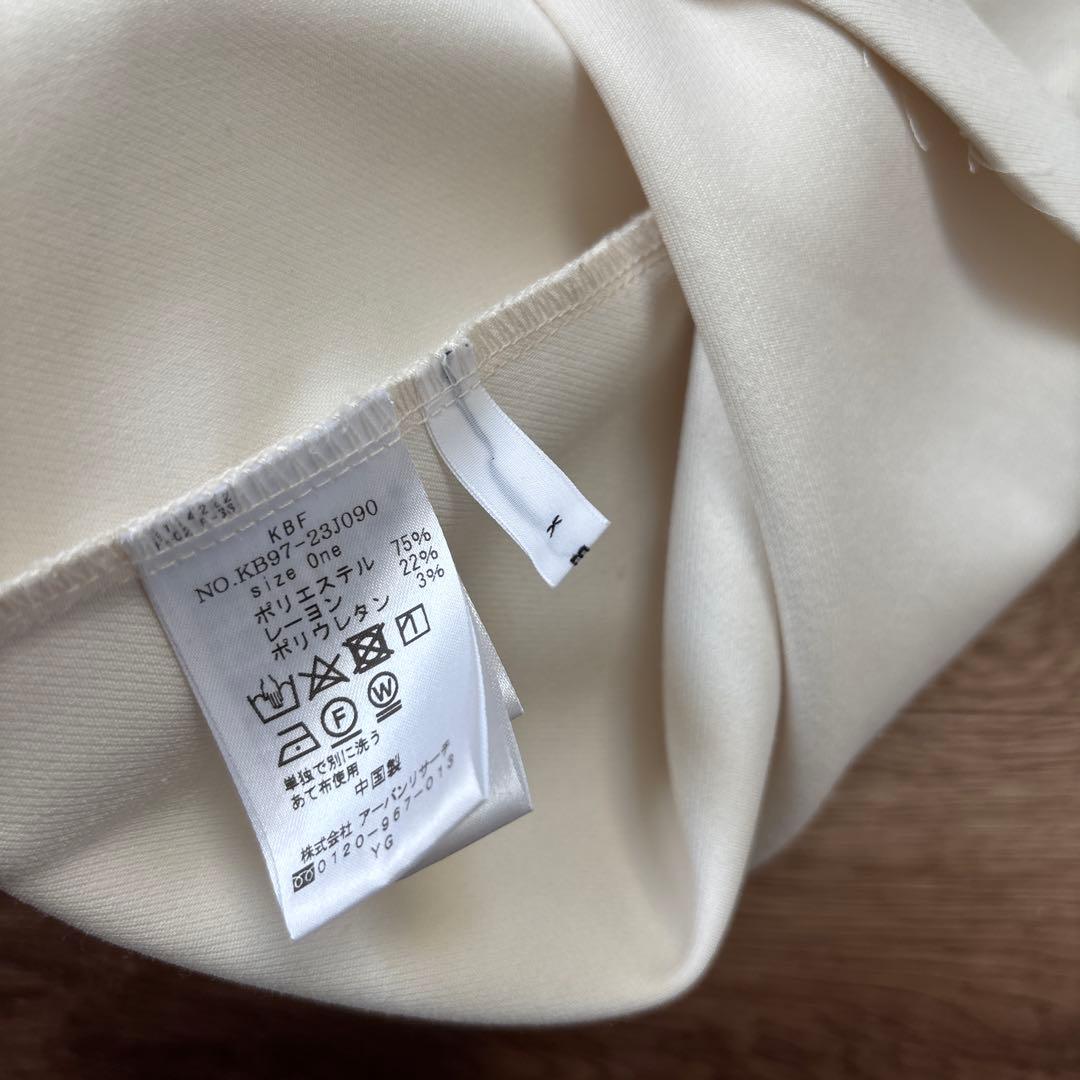 KBF
NO.KB97-23J090
size One
ポリエステル 75%
レーヨン 22%
ポリウレタン 3%
F W
単独で別に洗う
あて布使用
中国製
株式会社 アーバンリサーチ
0120-967-013
YG